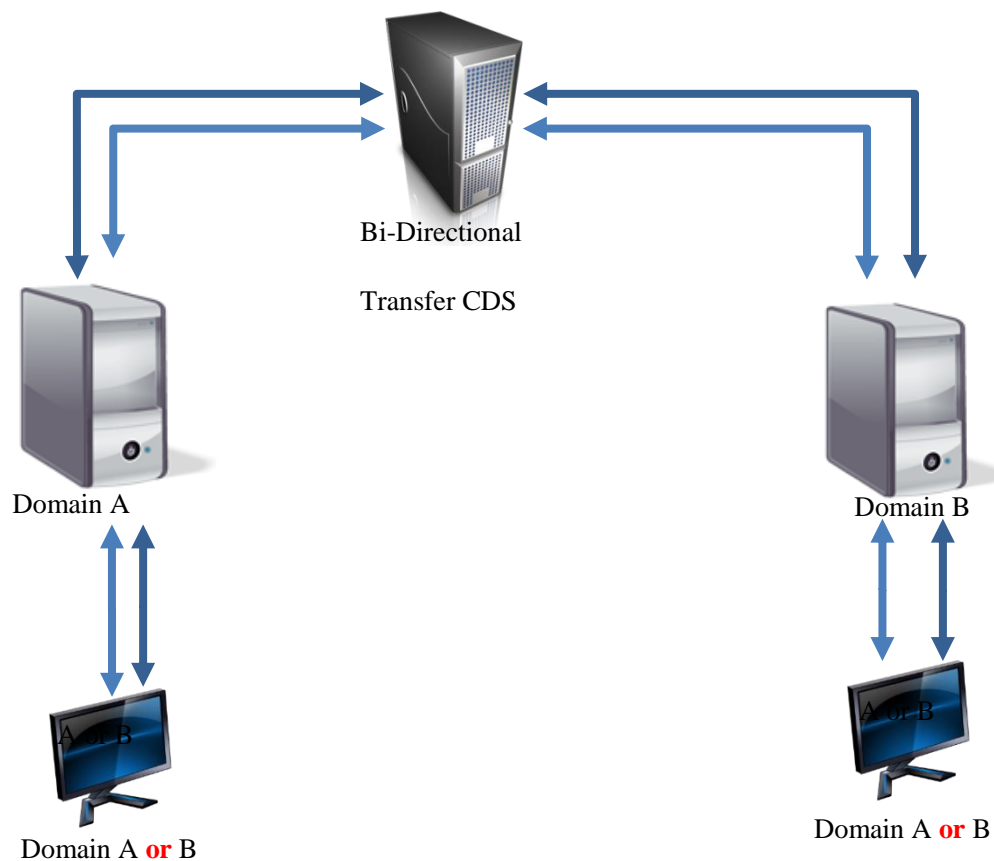 Bi-Directional
Transfer CDS
Domain A
Domain B
A or B
A or B
Domain A or B
Domain A or B